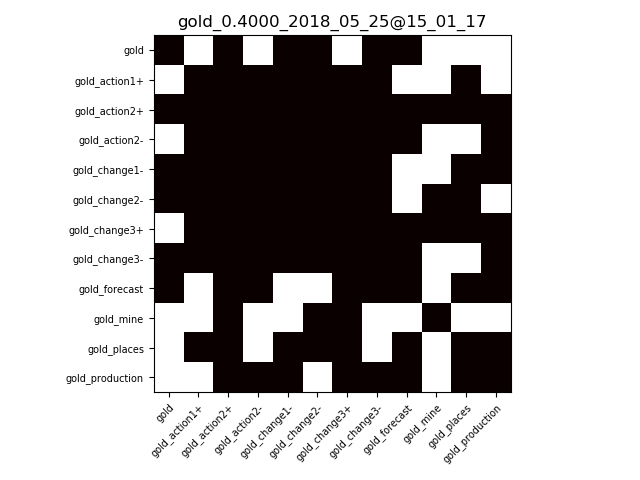 gold_0.4000_2018_05_25@15_01_17
gold
gold_action1+
gold_action2+
gold_action2-
gold_change1-
gold_change2-
gold_change3+
gold_change3-
gold_forecast
gold_mine
gold_places
gold_production
gold
gold_action1+
gold_action2+
gold_action2-
gold_change1-
gold_change2-
gold_change3+
gold_change3-
gold_forecast
gold_mine
gold_places
gold_production